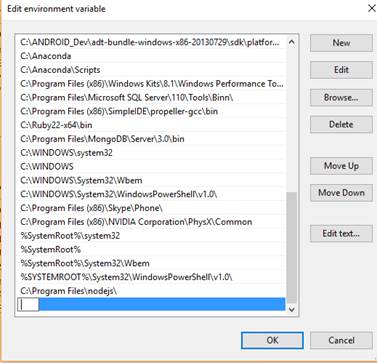 Edit environment variable
C:\ANDROID_Dev\adt-bundle-windows-x86-20130729\sdk\platfor...
C:\Anaconda
C:\Anaconda\Scripts
C:\Program Files (x86)\Windows Kits\8.1\Windows Performance To...
C:\Program Files\Microsoft SQL Server\110\Tools\Binn\
C:\Program Files (x86)\SimpleIDE\propeller-gcc\bin
C:\Ruby22-x64\bin
C:\Program Files\MongoDB\Server\3.0\bin
C:\WINDOWS\system32
C:\WINDOWS
C:\WINDOWS\System32\Wbem
C:\WINDOWS\System32\WindowsPowerShell\v1.0\
C:\Program Files (x86)\Skype\Phone\
C:\Program Files (x86)\NVIDIA Corporation\PhysX\Common
%SystemRoot%\system32
%SystemRoot%
%SystemRoot%\System32\Wbem
%SYSTEMROOT%\System32\WindowsPowerShell\v1.0\
C:\Program Files\nodejs\
New
Edit
Browse...
Delete
Move Up
Move Down
Edit text...
OK
Cancel